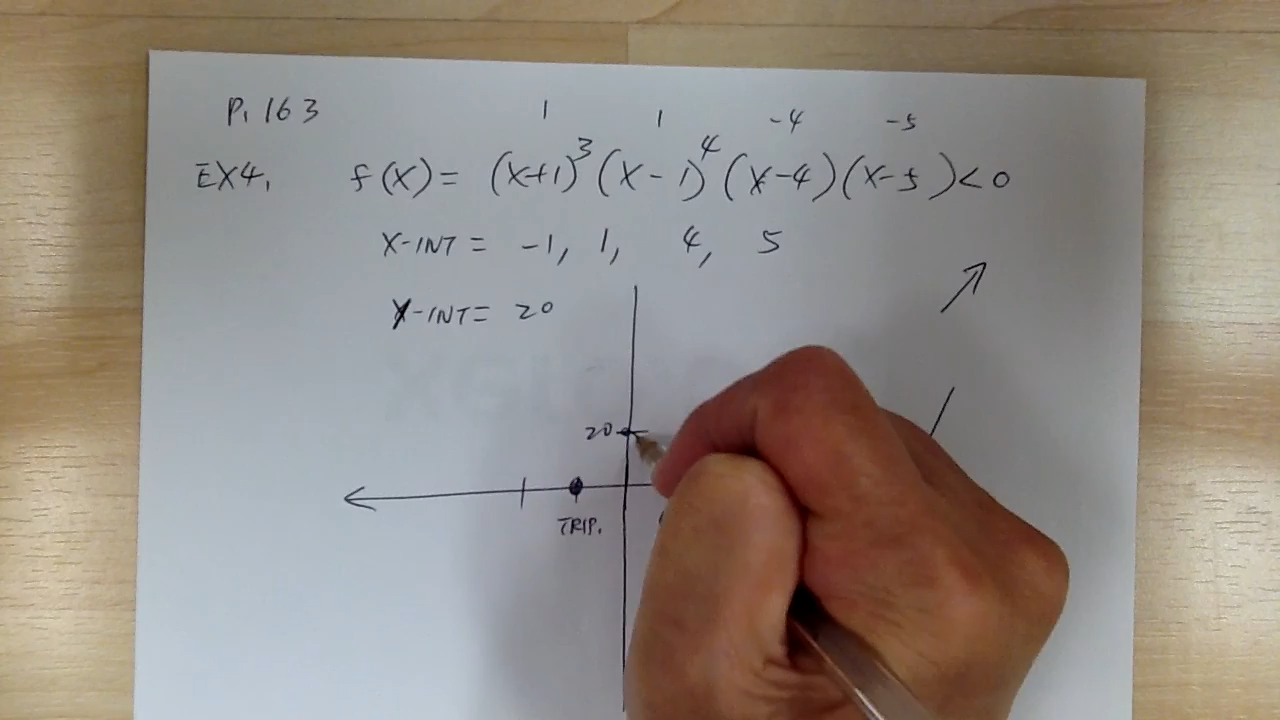 P. 163
1 1 -4 -5
EX4. f(x) = (x+1)³(x-1)⁴(x-4)(x-5)<0
X-INT = -1, 1, 4, 5
Y-INT = 20
20
TRIP.